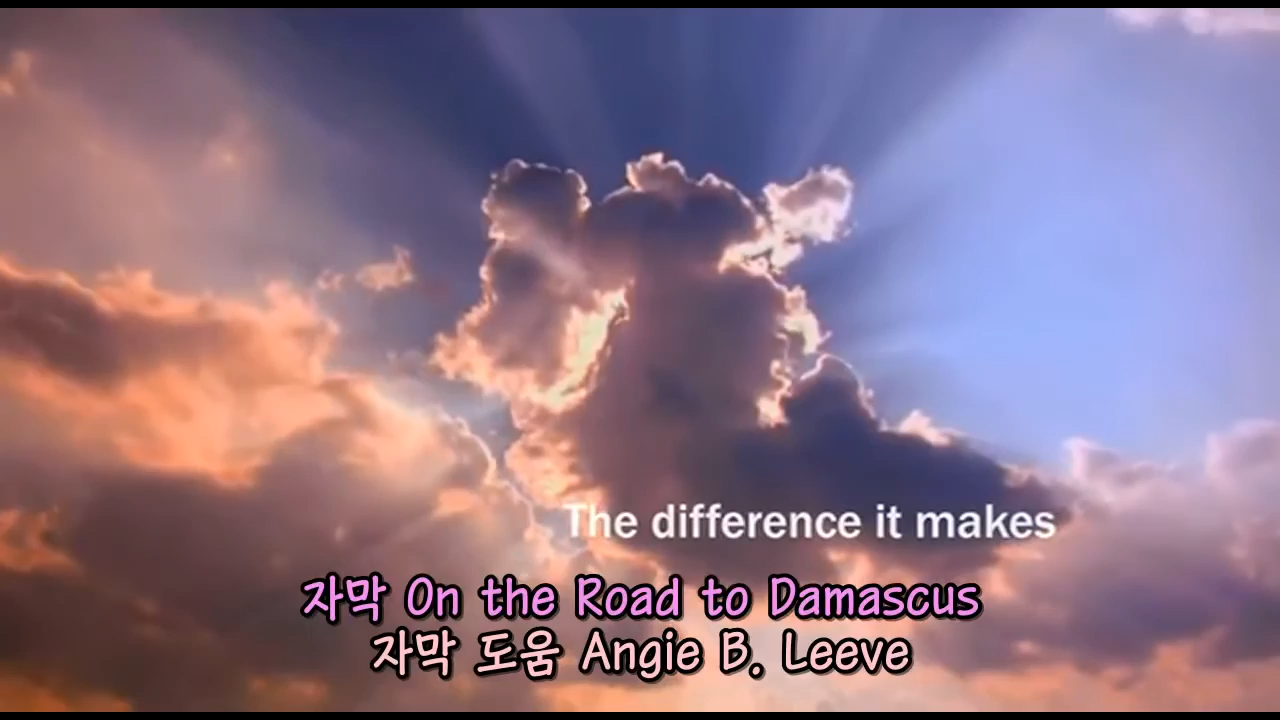 The difference it makes
자막 On the Road to Damascus
자막 도움 Angie B. Leeve